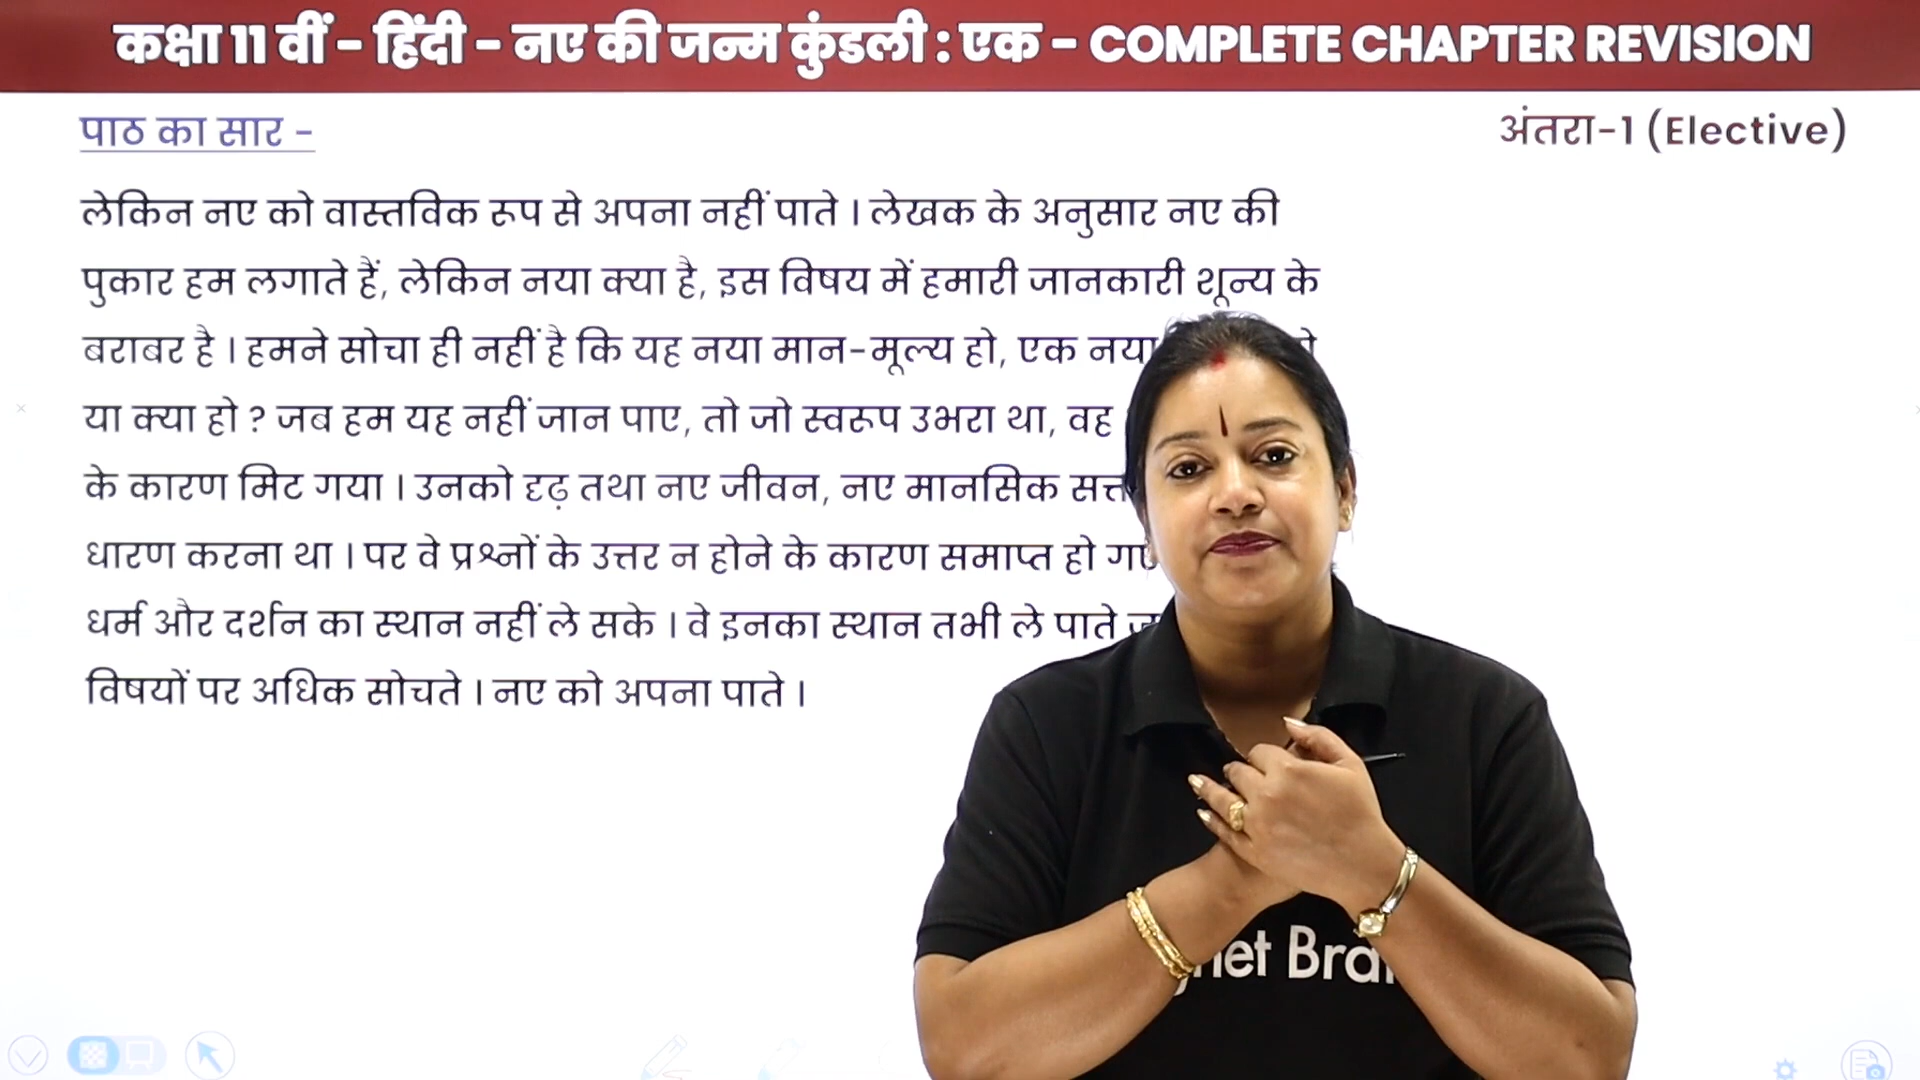 कक्षा 11 वीं - हिंदी - नए की जन्म कुंडली : एक - COMPLETE CHAPTER REVISION
पाठ का सार -
अंतरा-1 (Elective)
लेकिन नए को वास्तविक रूप से अपना नहीं पाते । लेखक के अनुसार नए की
पुकार हम लगाते हैं, लेकिन नया क्या है, इस विषय में हमारी जानकारी शून्य के
बराबर है । हमने सोचा ही नहीं है कि यह नया मान-मूल्य हो, एक नया
या क्या हो ? जब हम यह नहीं जान पाए, तो जो स्वरूप उभरा था, वह
के कारण मिट गया । उनको दृढ़ तथा नए जीवन, नए मानसिक
धारण करना था । पर वे प्रश्नों के उत्तर न होने के कारण समाप्त हो
धर्म और दर्शन का स्थान नहीं ले सके । वे इनका स्थान तभी ले पाते
विषयों पर अधिक सोचते । नए को अपना पाते ।